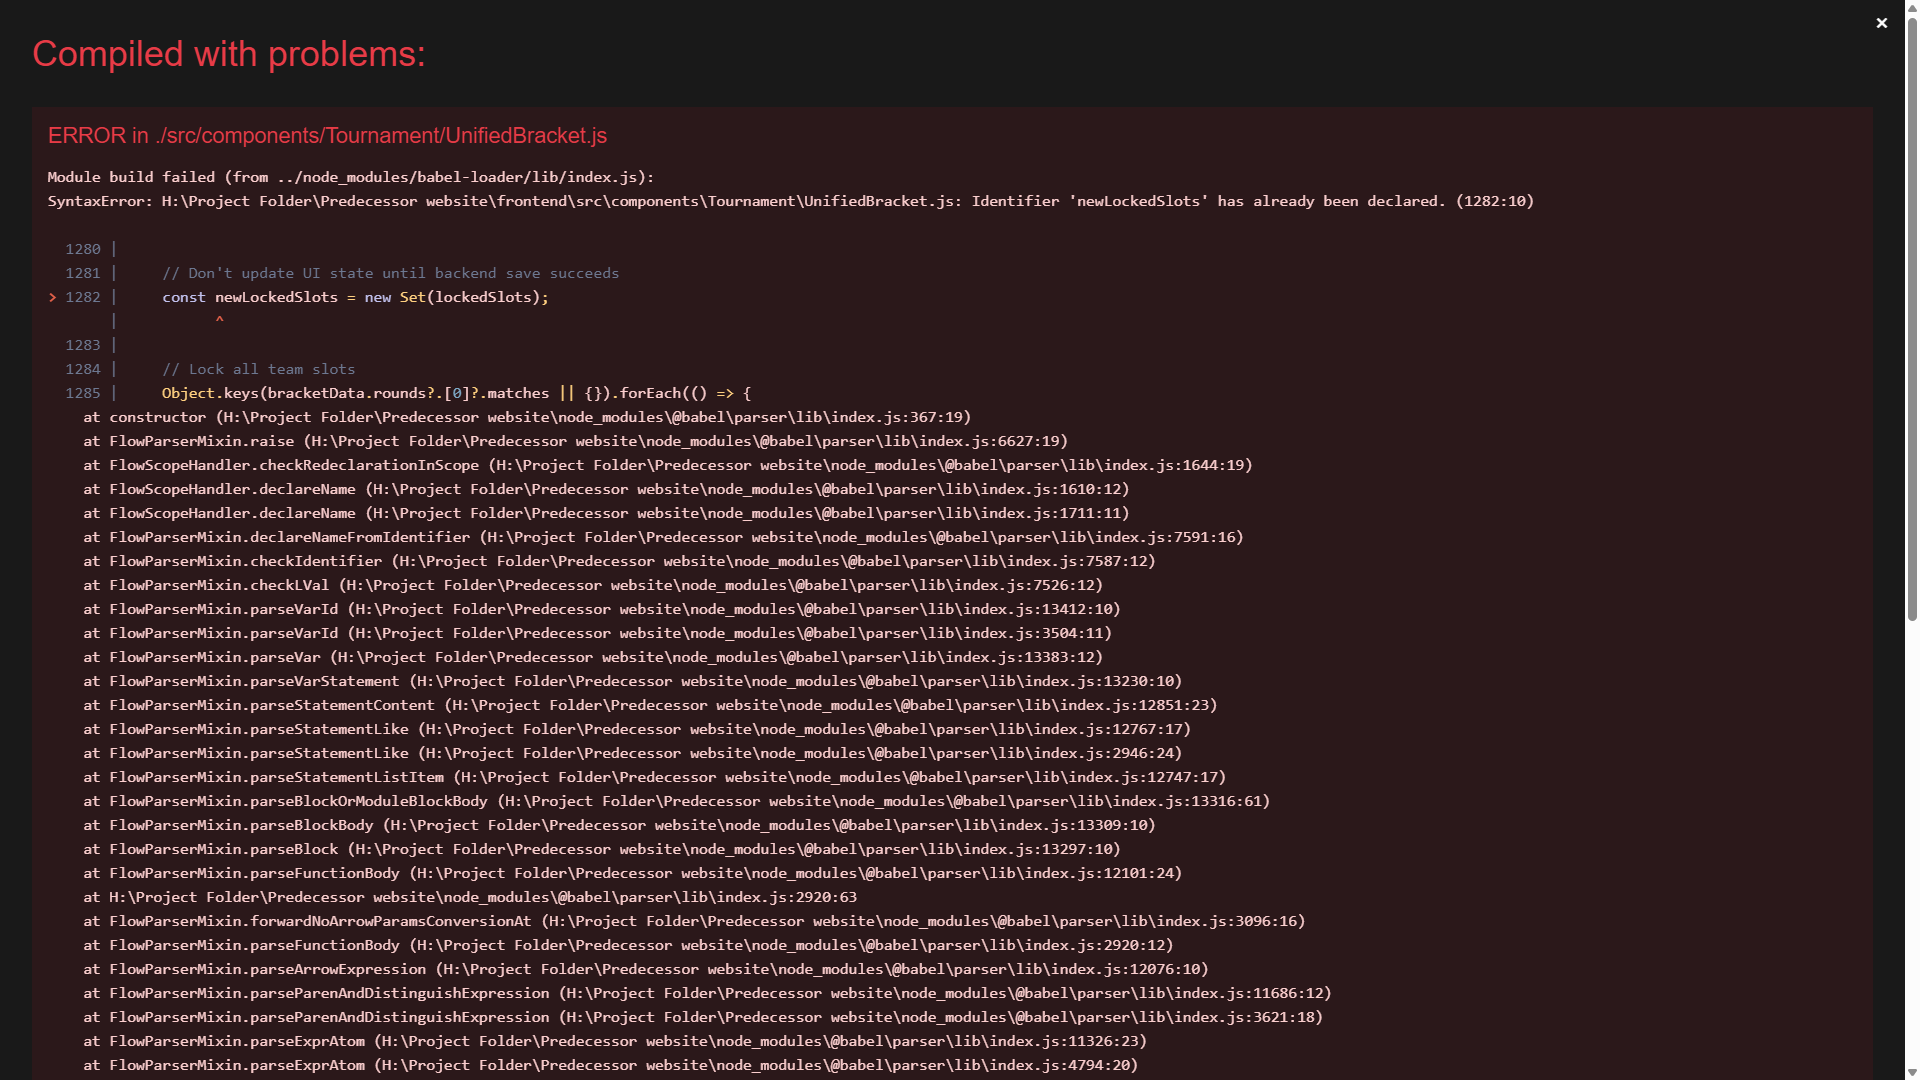 ×
Compiled with problems:
ERROR in ./src/components/Tournament/UnifiedBracket.js
Module build failed (from ../node_modules/babel-loader/lib/index.js):
SyntaxError: H:\Project Folder\Predecessor website\frontend\src\components\Tournament\UnifiedBracket.js: Identifier 'newLockedSlots' has already been declared. (1282:10)
1280 |
1281 |     // Don't update UI state until backend save succeeds
> 1282 |     const newLockedSlots = new Set(lockedSlots);
|           ^
1283 |
1284 |     // Lock all team slots
1285 |     Object.keys(bracketData.rounds?.[0]?.matches || {}).forEach(() => {
at constructor (H:\Project Folder\Predecessor website\node_modules\@babel\parser\lib\index.js:367:19)
at FlowParserMixin.raise (H:\Project Folder\Predecessor website\node_modules\@babel\parser\lib\index.js:6627:19)
at FlowScopeHandler.checkRedeclarationInScope (H:\Project Folder\Predecessor website\node_modules\@babel\parser\lib\index.js:1644:19)
at FlowScopeHandler.declareName (H:\Project Folder\Predecessor website\node_modules\@babel\parser\lib\index.js:1610:12)
at FlowScopeHandler.declareName (H:\Project Folder\Predecessor website\node_modules\@babel\parser\lib\index.js:1711:11)
at FlowParserMixin.declareNameFromIdentifier (H:\Project Folder\Predecessor website\node_modules\@babel\parser\lib\index.js:7591:16)
at FlowParserMixin.checkIdentifier (H:\Project Folder\Predecessor website\node_modules\@babel\parser\lib\index.js:7587:12)
at FlowParserMixin.checkLVal (H:\Project Folder\Predecessor website\node_modules\@babel\parser\lib\index.js:7526:12)
at FlowParserMixin.parseVarId (H:\Project Folder\Predecessor website\node_modules\@babel\parser\lib\index.js:13412:10)
at FlowParserMixin.parseVarId (H:\Project Folder\Predecessor website\node_modules\@babel\parser\lib\index.js:3504:11)
at FlowParserMixin.parseVar (H:\Project Folder\Predecessor website\node_modules\@babel\parser\lib\index.js:13383:12)
at FlowParserMixin.parseVarStatement (H:\Project Folder\Predecessor website\node_modules\@babel\parser\lib\index.js:13230:10)
at FlowParserMixin.parseStatementContent (H:\Project Folder\Predecessor website\node_modules\@babel\parser\lib\index.js:12851:23)
at FlowParserMixin.parseStatementLike (H:\Project Folder\Predecessor website\node_modules\@babel\parser\lib\index.js:12767:17)
at FlowParserMixin.parseStatementLike (H:\Project Folder\Predecessor website\node_modules\@babel\parser\lib\index.js:2946:24)
at FlowParserMixin.parseStatementListItem (H:\Project Folder\Predecessor website\node_modules\@babel\parser\lib\index.js:12747:17)
at FlowParserMixin.parseBlockOrModuleBlockBody (H:\Project Folder\Predecessor website\node_modules\@babel\parser\lib\index.js:13316:61)
at FlowParserMixin.parseBlockBody (H:\Project Folder\Predecessor website\node_modules\@babel\parser\lib\index.js:13309:10)
at FlowParserMixin.parseBlock (H:\Project Folder\Predecessor website\node_modules\@babel\parser\lib\index.js:13297:10)
at FlowParserMixin.parseFunctionBody (H:\Project Folder\Predecessor website\node_modules\@babel\parser\lib\index.js:12101:24)
at H:\Project Folder\Predecessor website\node_modules\@babel\parser\lib\index.js:2920:63
at FlowParserMixin.forwardNoArrowParamsConversionAt (H:\Project Folder\Predecessor website\node_modules\@babel\parser\lib\index.js:3096:16)
at FlowParserMixin.parseFunctionBody (H:\Project Folder\Predecessor website\node_modules\@babel\parser\lib\index.js:2920:12)
at FlowParserMixin.parseArrowExpression (H:\Project Folder\Predecessor website\node_modules\@babel\parser\lib\index.js:12076:10)
at FlowParserMixin.parseParenAndDistinguishExpression (H:\Project Folder\Predecessor website\node_modules\@babel\parser\lib\index.js:11686:12)
at FlowParserMixin.parseParenAndDistinguishExpression (H:\Project Folder\Predecessor website\node_modules\@babel\parser\lib\index.js:3621:18)
at FlowParserMixin.parseExprAtom (H:\Project Folder\Predecessor website\node_modules\@babel\parser\lib\index.js:11326:23)
at FlowParserMixin.parseExprAtom (H:\Project Folder\Predecessor website\node_modules\@babel\parser\lib\index.js:4794:20)